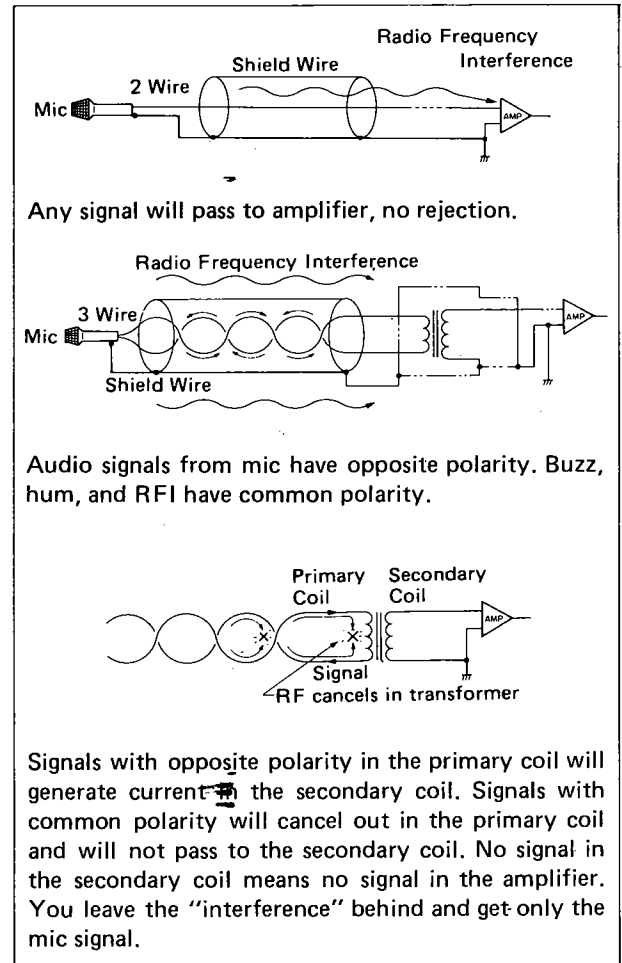 Radio Frequency
Interference
Shield Wire
2 Wire
Mic
AMP
Any signal will pass to amplifier, no rejection.
Radio Frequency Interference
3 Wire
Mic
AMP
Shield Wire
Audio signals from mic have opposite polarity. Buzz,
hum, and RFI have common polarity.
Primary Secondary
Coil Coil
AMP
Signal
RF cancels in transformer
Signals with opposite polarity in the primary coil will
generate current the secondary coil. Signals with
common polarity will cancel out in the primary coil
and will not pass to the secondary coil. No signal in
the secondary coil means no signal in the amplifier.
You leave the "interference" behind and get only the
mic signal.